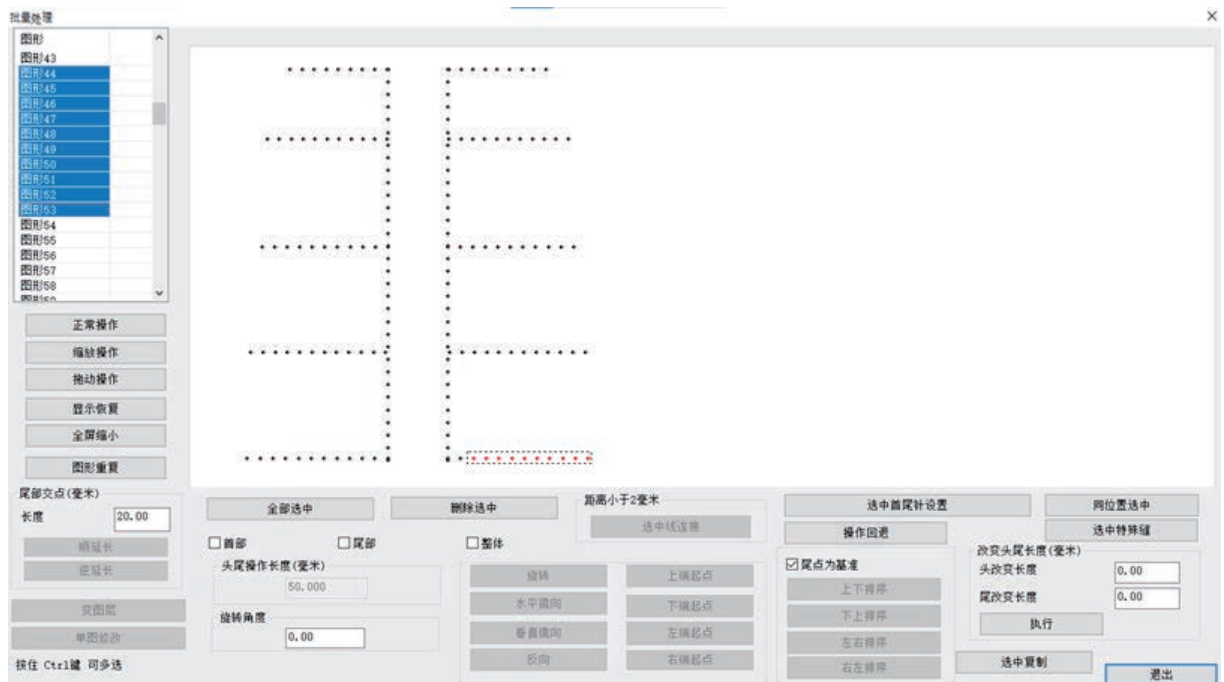 批量处理
图形
图形43
图形44
图形45
图形46
图形47
图形48
图形49
图形50
图形51
图形52
图形53
图形54
图形55
图形56
图形57
图形58
正常操作
缩放操作
拖动操作
显示恢复
全屏缩小
图形重复
尾部交点(毫米)
长度 20.00
顺延长
逆延长
变图层
单图修改
按住 Ctrl键 可多选
全部选中
删除选中
距离小于2毫米
选中线连接
首部
尾部
整体
头尾操作长度(毫米)
50.000
旋转角度
0.00
旋转
上端起点
水平镜向
下端起点
垂直镜向
左端起点
反向
右端起点
选中首尾针设置
同位置选中
操作回退
选中特殊缝
尾点为基准
上下排序
下上排序
左右排序
右左排序
改变头尾长度(毫米)
头改变长度 0.00
尾改变长度 0.00
执行
选中复制
退出